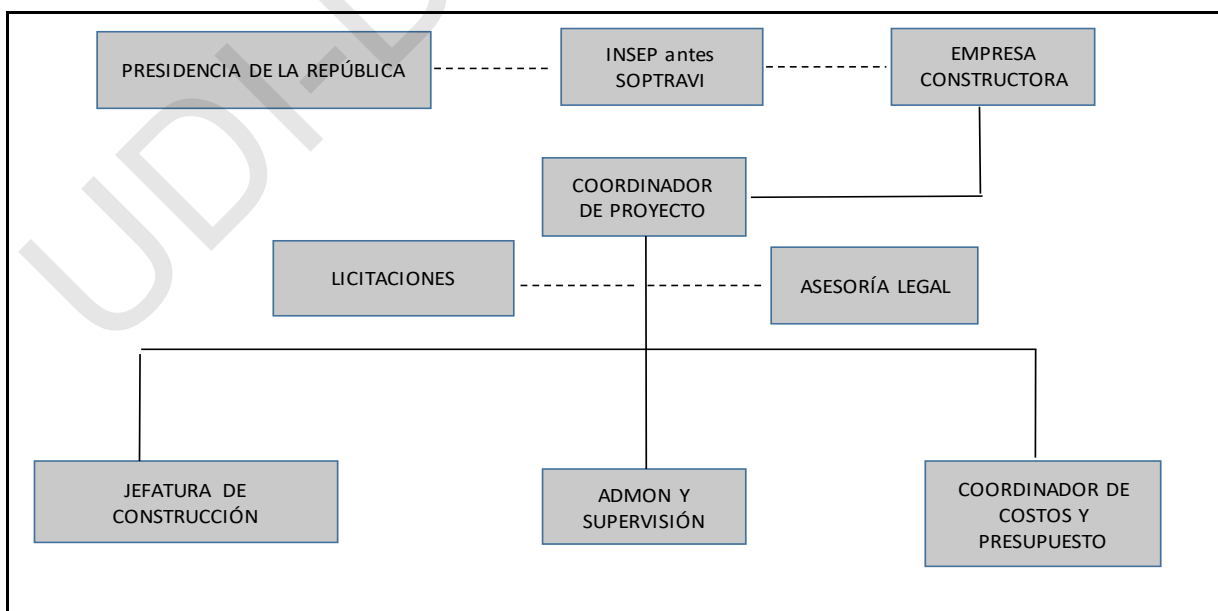 PRESIDENCIA DE LA REPÚBLICA
INSEP antes
SOPTRAVI
EMPRESA
CONSTRUCTORA
COORDINADOR
DE PROYECTO
LICITACIONES
ASESORÍA LEGAL
JEFATURA DE
CONSTRUCCIÓN
ADMON Y
SUPERVISIÓN
COORDINADOR DE
COSTOS Y
PRESUPUESTO